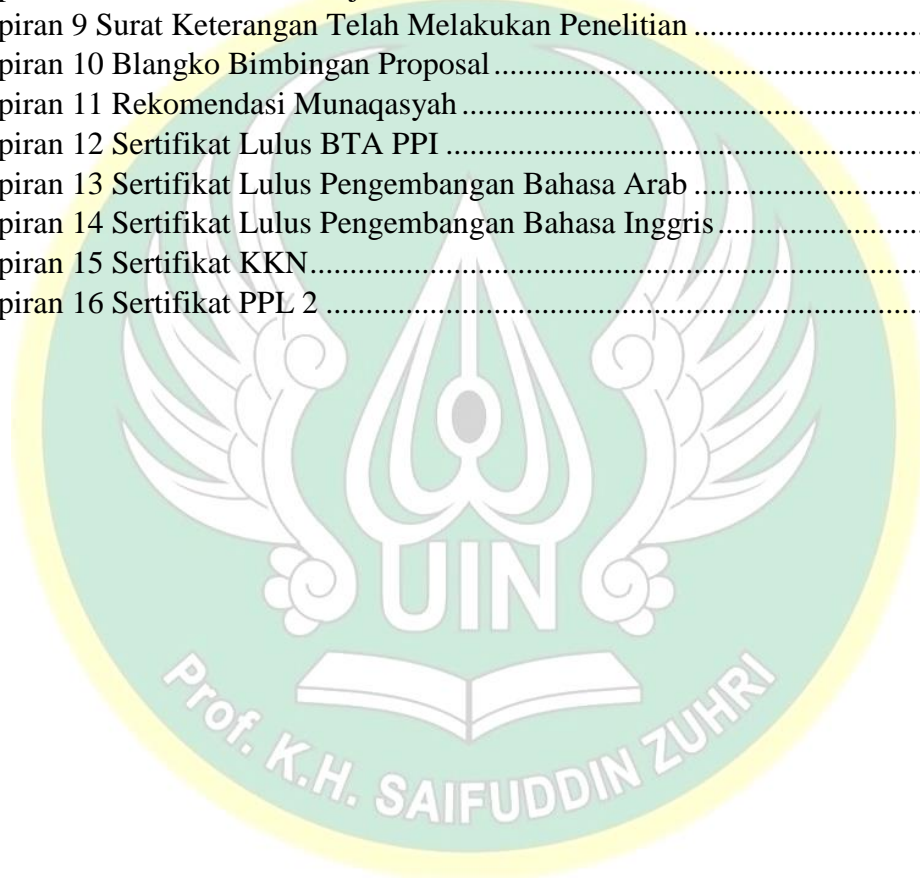 piran 9 Surat Keterangan Telah Melakukan Penelitian ................................
piran 10 Blangko Bimbingan Proposal ................................................
piran 11 Rekomendasi Munaqasyah ....................................................
piran 12 Sertifikat Lulus BTA PPI .....................................................
piran 13 Sertifikat Lulus Pengembangan Bahasa Arab ................................
piran 14 Sertifikat Lulus Pengembangan Bahasa Inggris .............................
piran 15 Sertifikat KKN ...............................................................
piran 16 Sertifikat PPL 2 ..............................................................
UIN
Prof. K.H. SAIFUDDIN ZUHRI